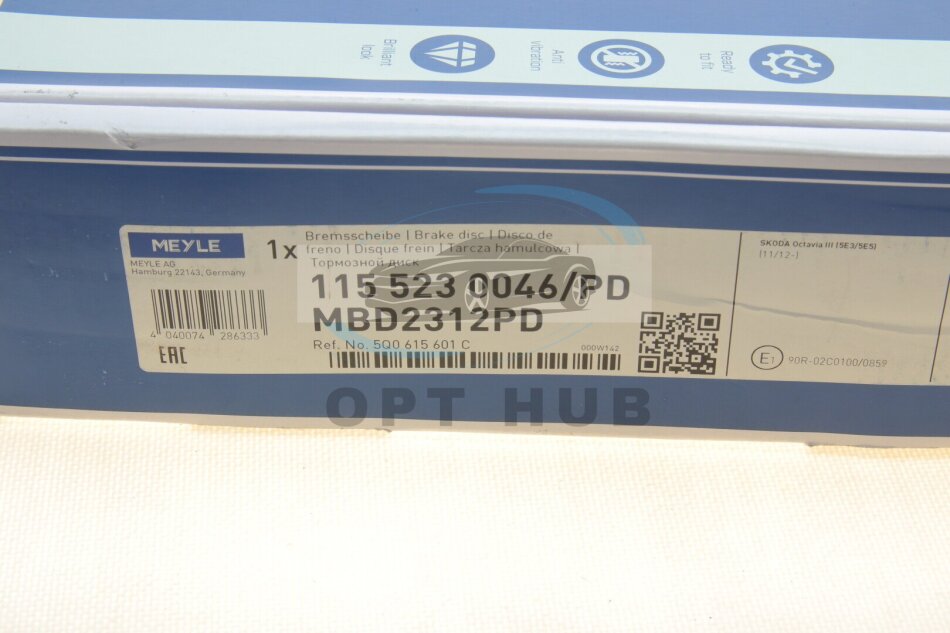 Brilliant
look
Anti
vibration
Ready
to fit
MEYLE
MEYLE AG
Hamburg 22143, Germany
4 040074 286333
EAC
1x
Bremsscheibe | Brake disc | Disco de
freno | Disque frein | Tarcza hamulcowa |
Тормозной диск
115 523 0046/PD
MBD2312PD
Ref. No. 5Q0 615 601 C
000W142
SKODA Octavia III (5E3/5E5)
(11/12-)
E1 90R-02C0100/0859
OPT HUB